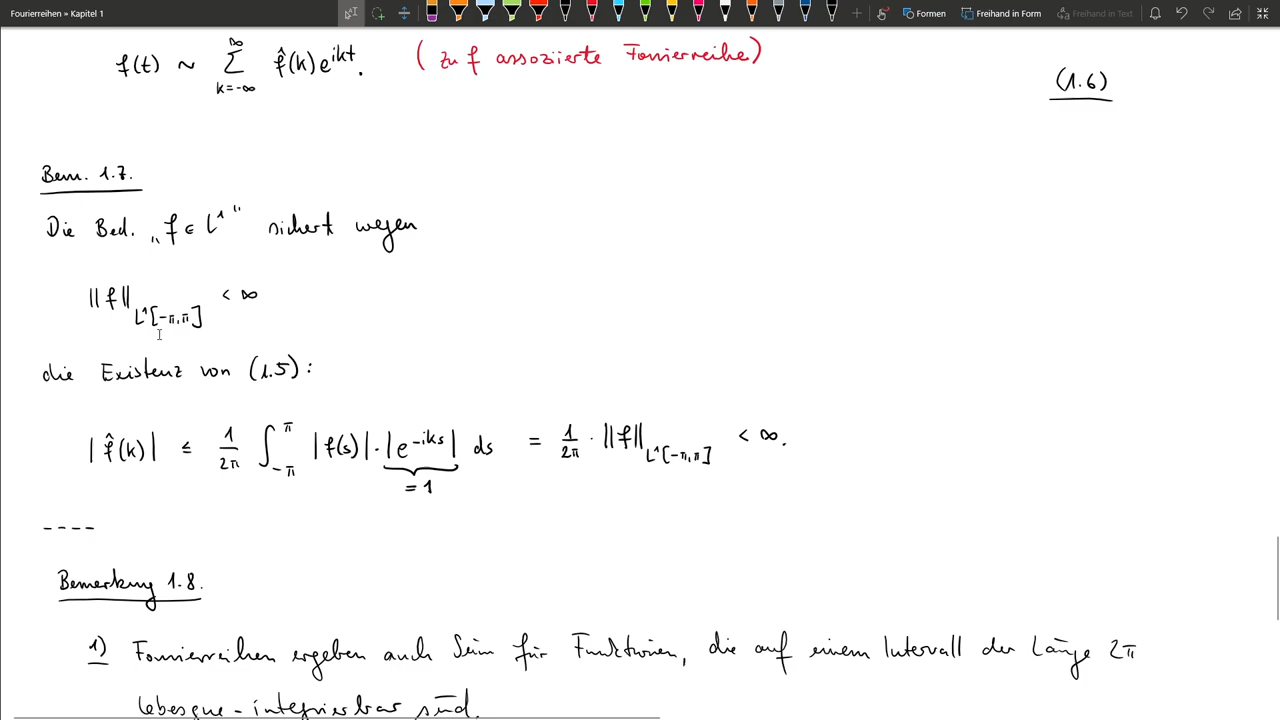 Fourierreihen » Kapitel 1
Formen
Freihand in Form
Freihand in Text
f(t) ~ ∑_{k=-∞}^{∞} f̂(k) e^{ikt}. (zu f assoziierte Fourierreihe)
(1.6)
Bem. 1.7.
Die Bed. „f ∈ L¹“ sichert wegen
||f||_{L¹[-π,π]} < ∞
die Existenz von (1.5):
|f̂(k)| ≤ 1/2π ∫_{-π}^{π} |f(s)| · |e^{-iks}| ds = 1/2π · ||f||_{L¹[-π,π]} < ∞.
= 1
----
Bemerkung 1.8.
1) Fourierreihen ergeben auch Sinn für Funktionen, die auf einem Intervall der Länge 2π
lebesgue-integrierbar sind.